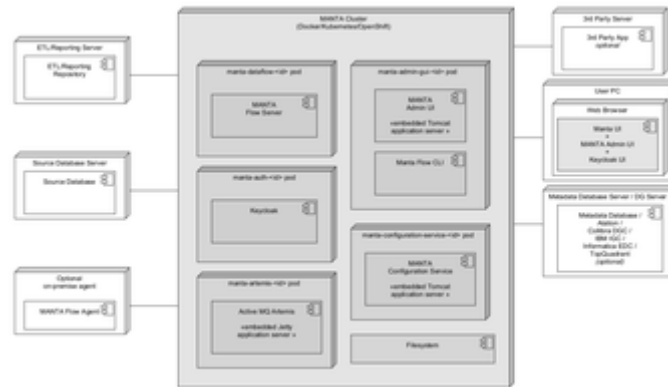 MANTA Cluster
(Docker/Kubernetes/OpenShift)
ETL/Reporting Server
ETL/Reporting
Repository
Source Database Server
Source Database
Optional
on-premise agent
MANTA Flow Agent
manta-dataflow-<id> pod
MANTA
Flow Server
manta-auth-<id> pod
Keycloak
manta-artemis-<id> pod
Active MQ Artemis
«embedded Jetty
application server »
manta-admin-gui-<id> pod
MANTA
Admin UI
«embedded Tomcat
application server »
Manta Flow CLI
manta-configuration-service-<id> pod
MANTA
Configuration Service
«embedded Tomcat
application server »
Filesystem
3rd Party Server
3rd Party App
/optional/
User PC
Web Browser
Manta UI
+
MANTA Admin UI
+
Keycloak UI
Metadata Database Server / DG Server
Metadata Database /
Alation /
Collibra DGC /
IBM IGC /
Informatica EDC /
TopQuadrant
/optional/